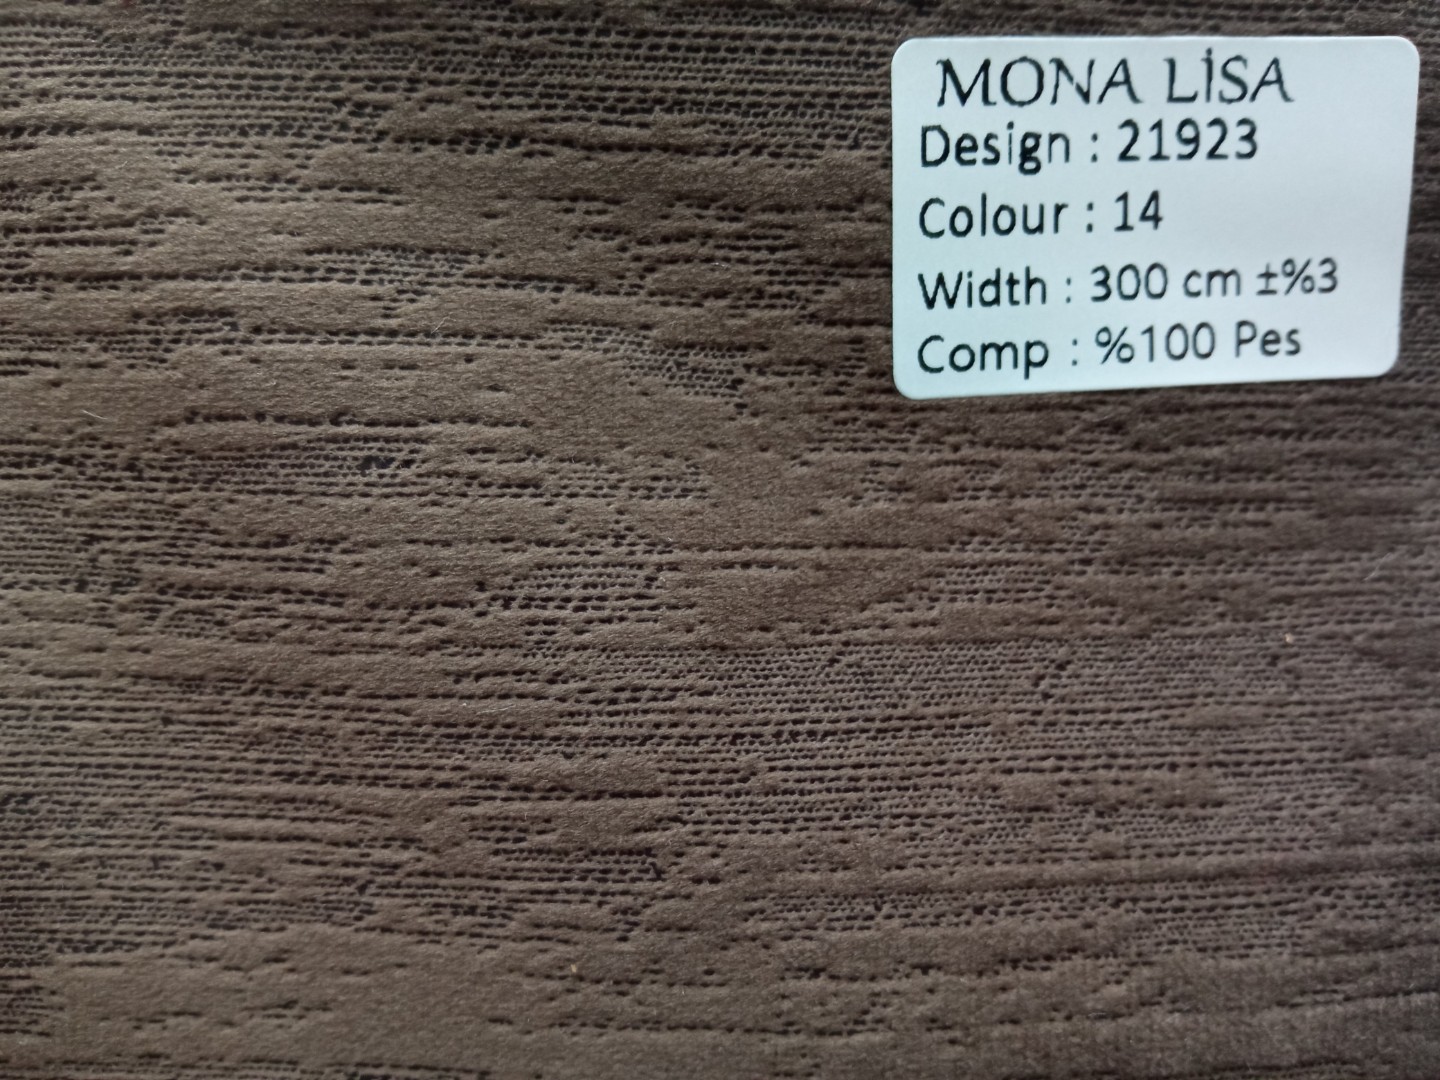 MONA LİSA
Design : 21923
Colour : 14
Width : 300 cm ±%3
Comp : %100 Pes